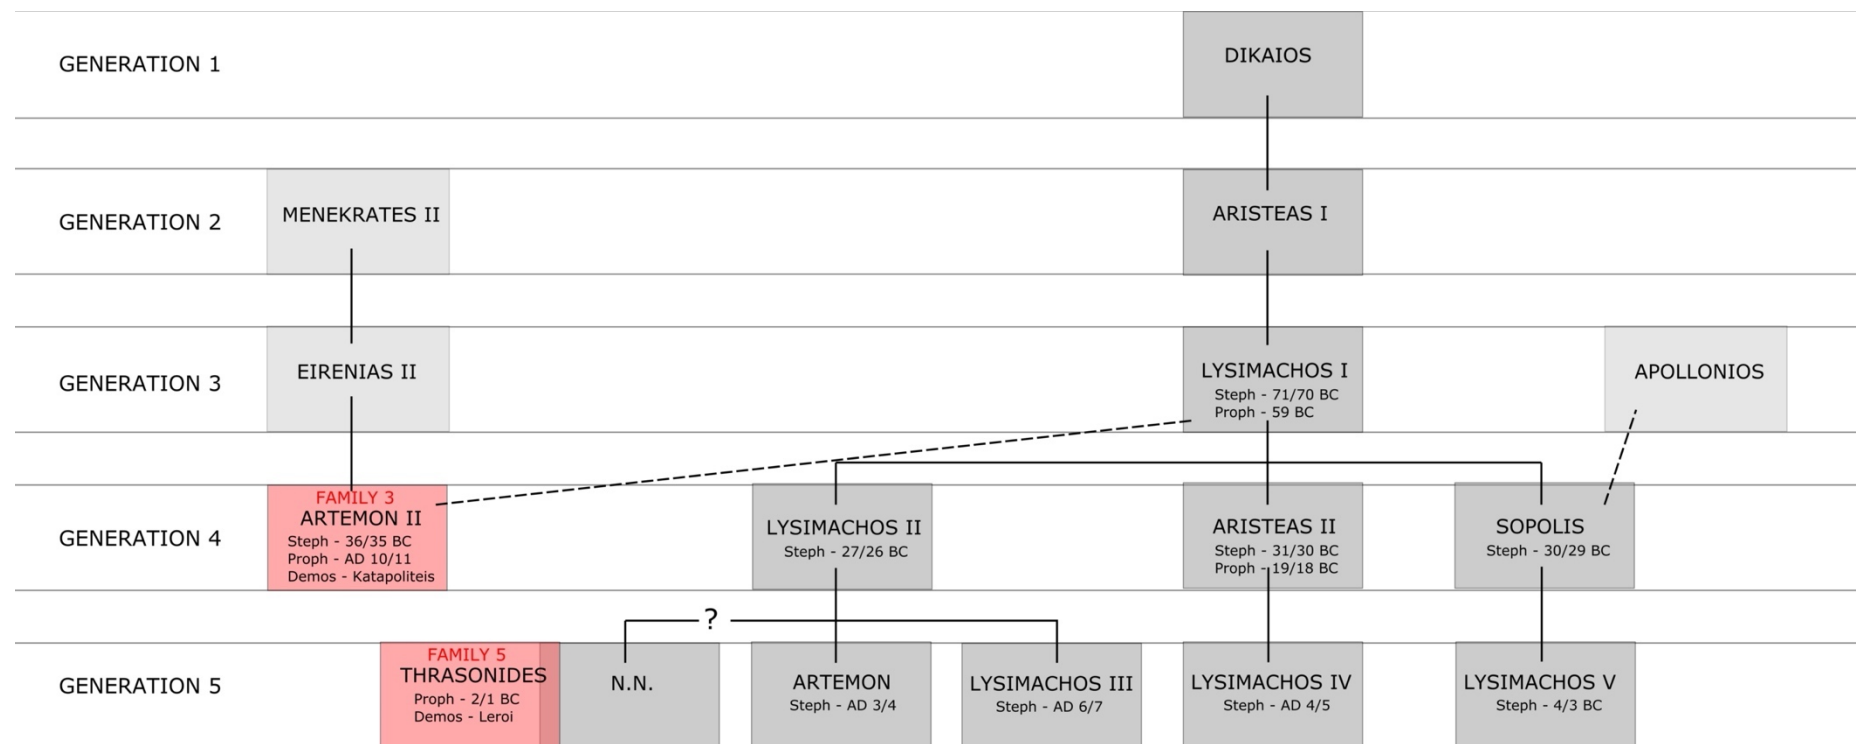 GENERATION 1
DIKAIOS
GENERATION 2
MENEKRATES II
ARISTEAS I
GENERATION 3
EIRENIAS II
LYSIMACHOS I
Steph - 71/70 BC
Proph - 59 BC
APOLLONIOS
GENERATION 4
FAMILY 3
ARTEMON II
Steph - 36/35 BC
Proph - AD 10/11
Demos - Katapoliteis
LYSIMACHOS II
Steph - 27/26 BC
ARISTEAS II
Steph - 31/30 BC
Proph - 19/18 BC
SOPOLIS
Steph - 30/29 BC
?
GENERATION 5
FAMILY 5
THRASONIDES
Proph - 2/1 BC
Demos - Leroi
N.N.
ARTEMON
Steph - AD 3/4
LYSIMACHOS III
Steph - AD 6/7
LYSIMACHOS IV
Steph - AD 4/5
LYSIMACHOS V
Steph - 4/3 BC